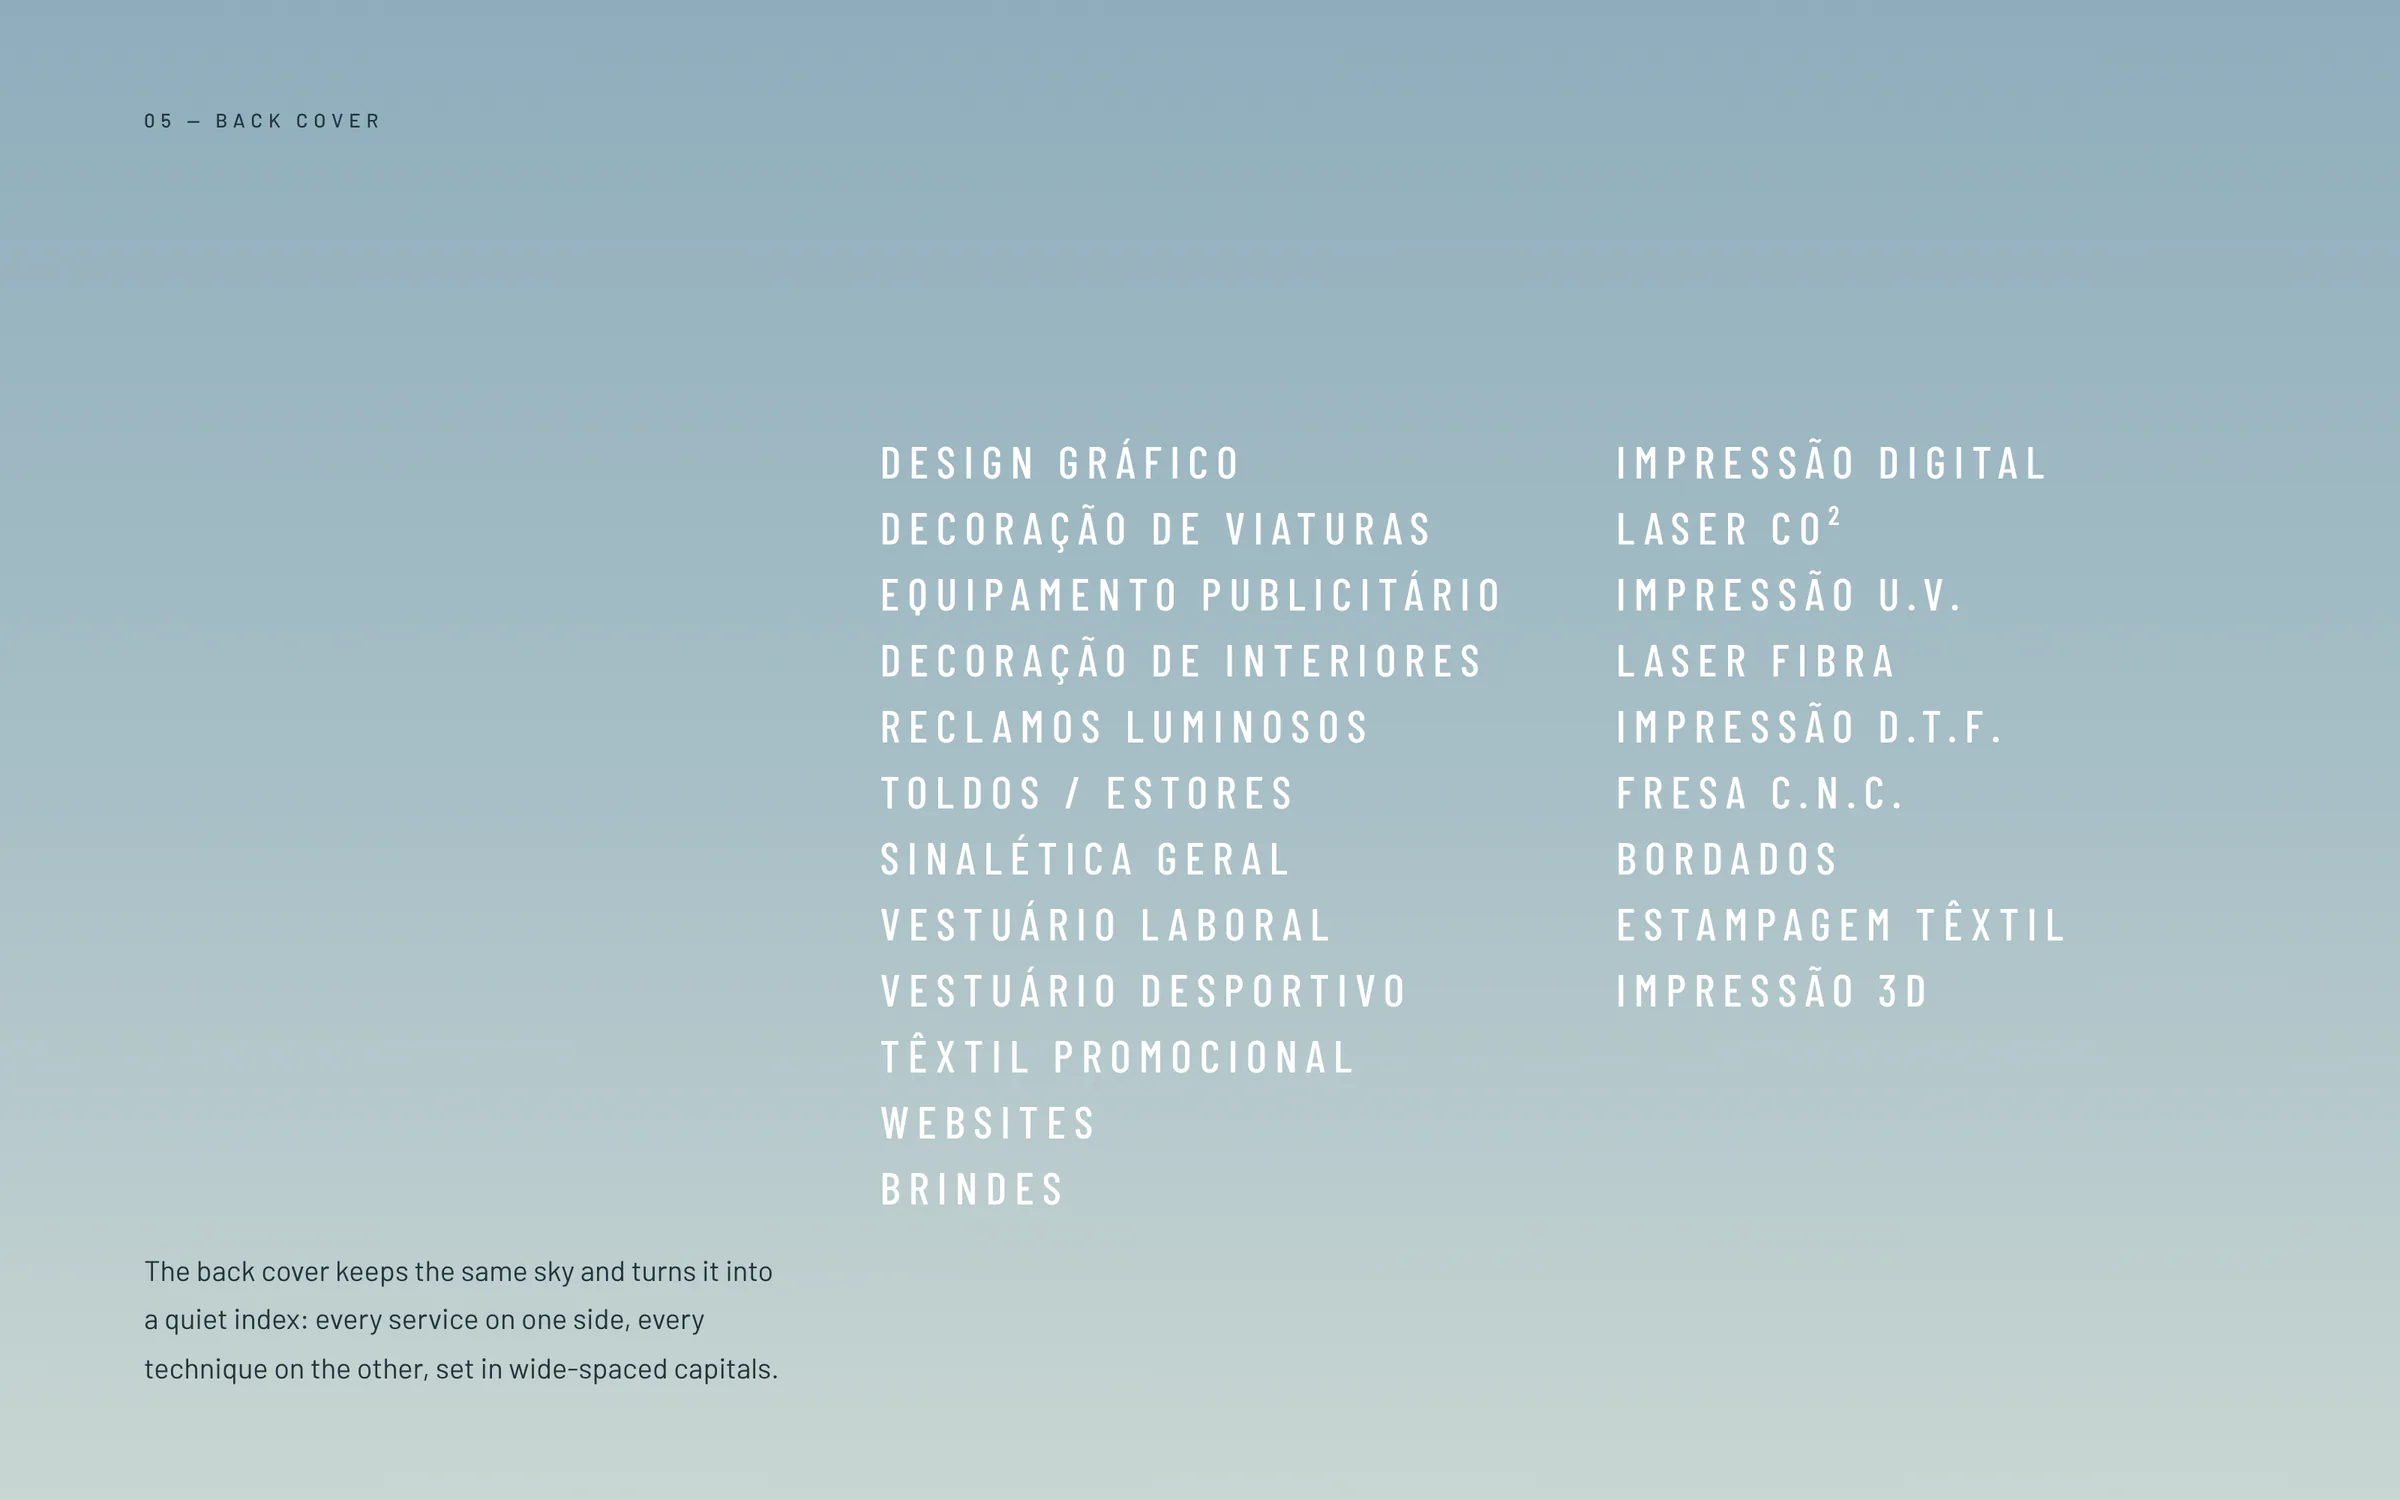 05 — BACK COVER
DESIGN GRÁFICO
DECORAÇÃO DE VIATURAS
EQUIPAMENTO PUBLICITÁRIO
DECORAÇÃO DE INTERIORES
RECLAMOS LUMINOSOS
TOLDOS / ESTORES
SINALÉTICA GERAL
VESTUÁRIO LABORAL
VESTUÁRIO DESPORTIVO
TÊXTIL PROMOCIONAL
WEBSITES
BRINDES
IMPRESSÃO DIGITAL
LASER CO²
IMPRESSÃO U.V.
LASER FIBRA
IMPRESSÃO D.T.F.
FRESA C.N.C.
BORDADOS
ESTAMPAGEM TÊXTIL
IMPRESSÃO 3D
The back cover keeps the same sky and turns it into
a quiet index: every service on one side, every
technique on the other, set in wide-spaced capitals.